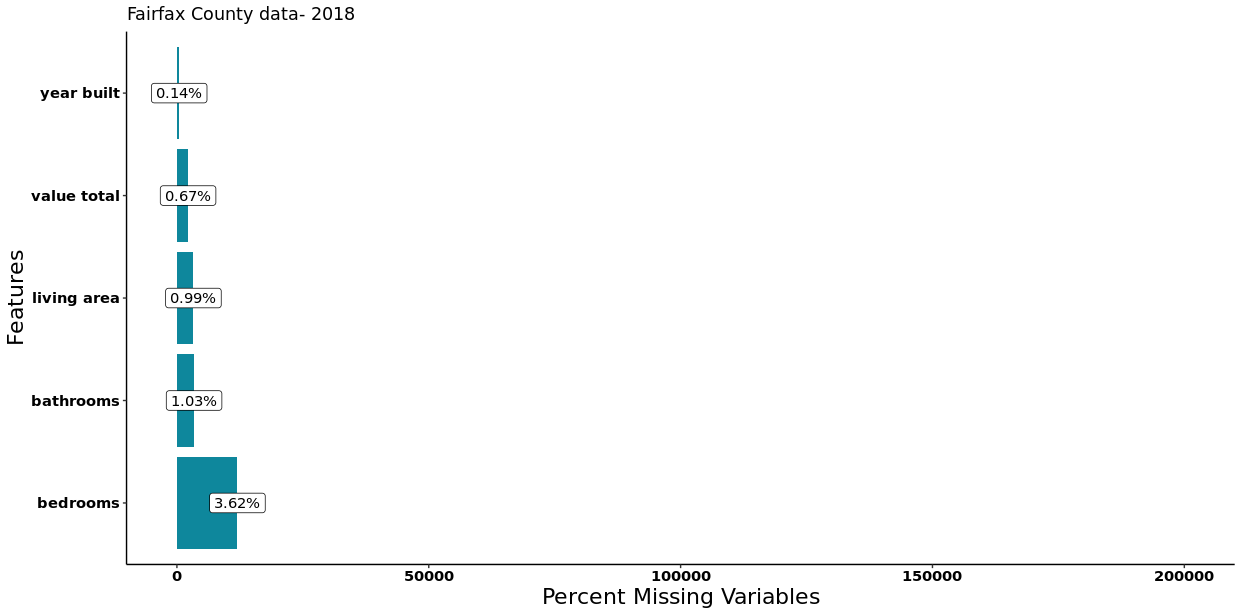 Fairfax County data- 2018
year built
0.14%
value total
0.67%
living area
0.99%
bathrooms
1.03%
bedrooms
3.62%
Features
0 50000 100000 150000 200000
Percent Missing Variables